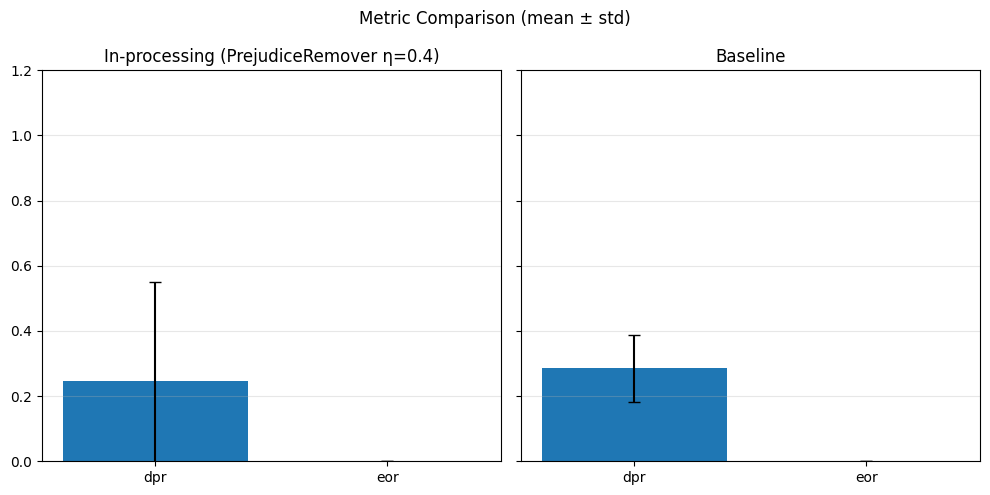 Metric Comparison (mean ± std)
In-processing (PrejudiceRemover η=0.4)
Baseline
1.2
1.0
0.8
0.6
0.4
0.2
0.0
dpr
eor
dpr
eor